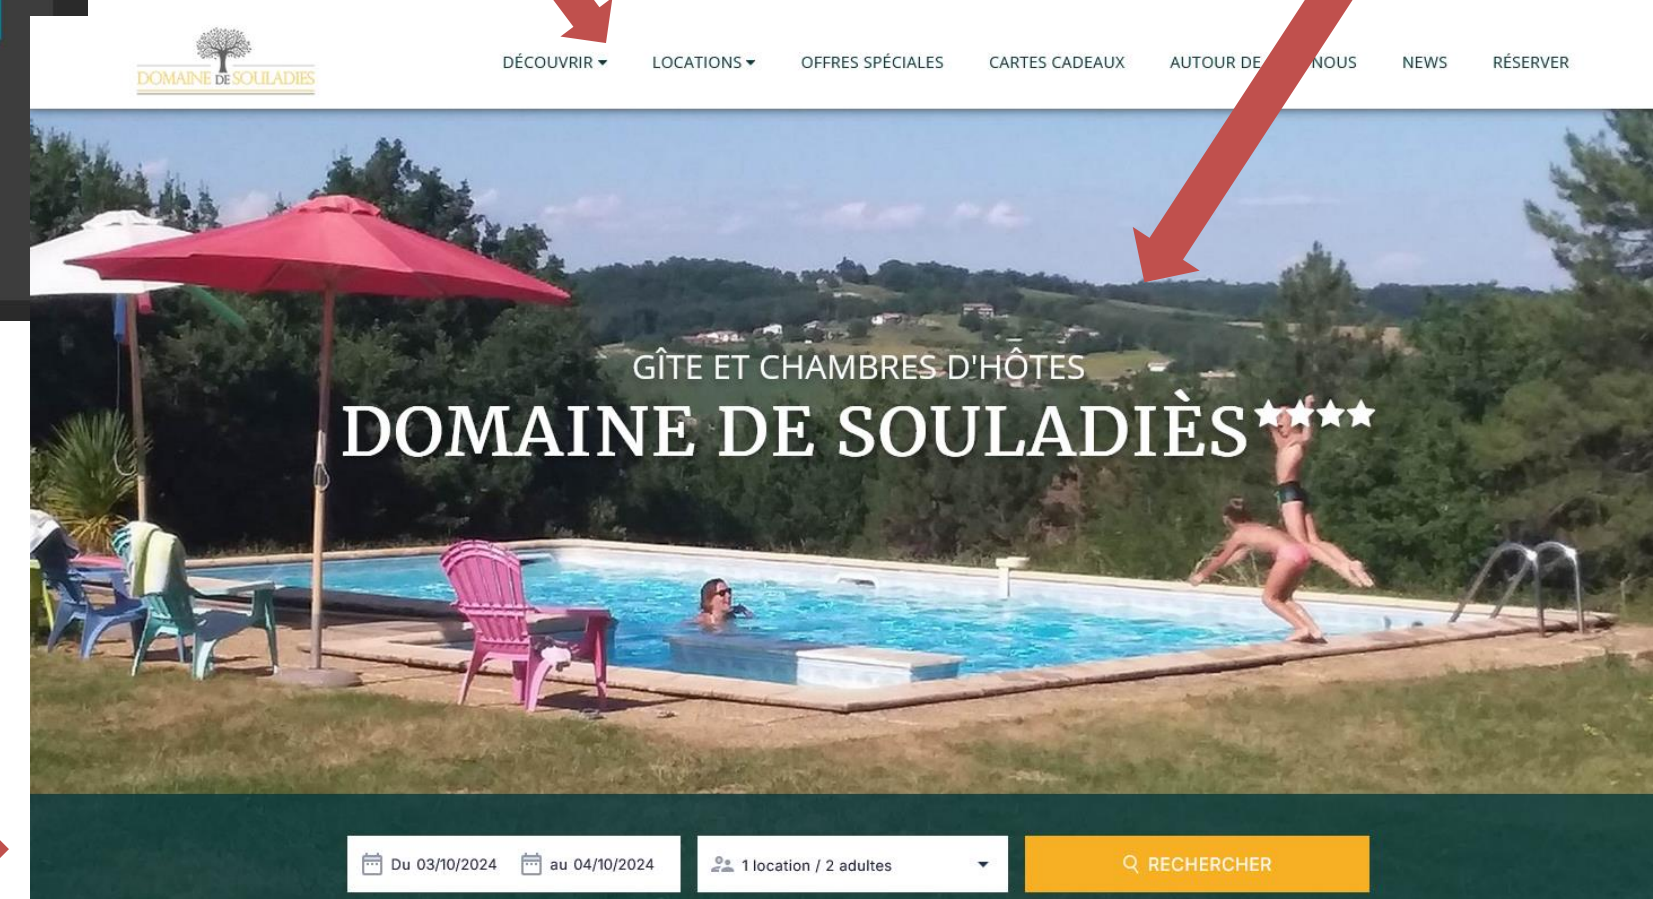 DOMAINE DE SOULADIES
DÉCOUVRIR LOCATIONS OFFRES SPÉCIALES CARTES CADEAUX AUTOUR DE NOUS NEWS RÉSERVER
GÎTE ET CHAMBRES D'HÔTES
DOMAINE DE SOULADIÈS
Du 03/10/2024 au 04/10/2024 1 location / 2 adultes RECHERCHER